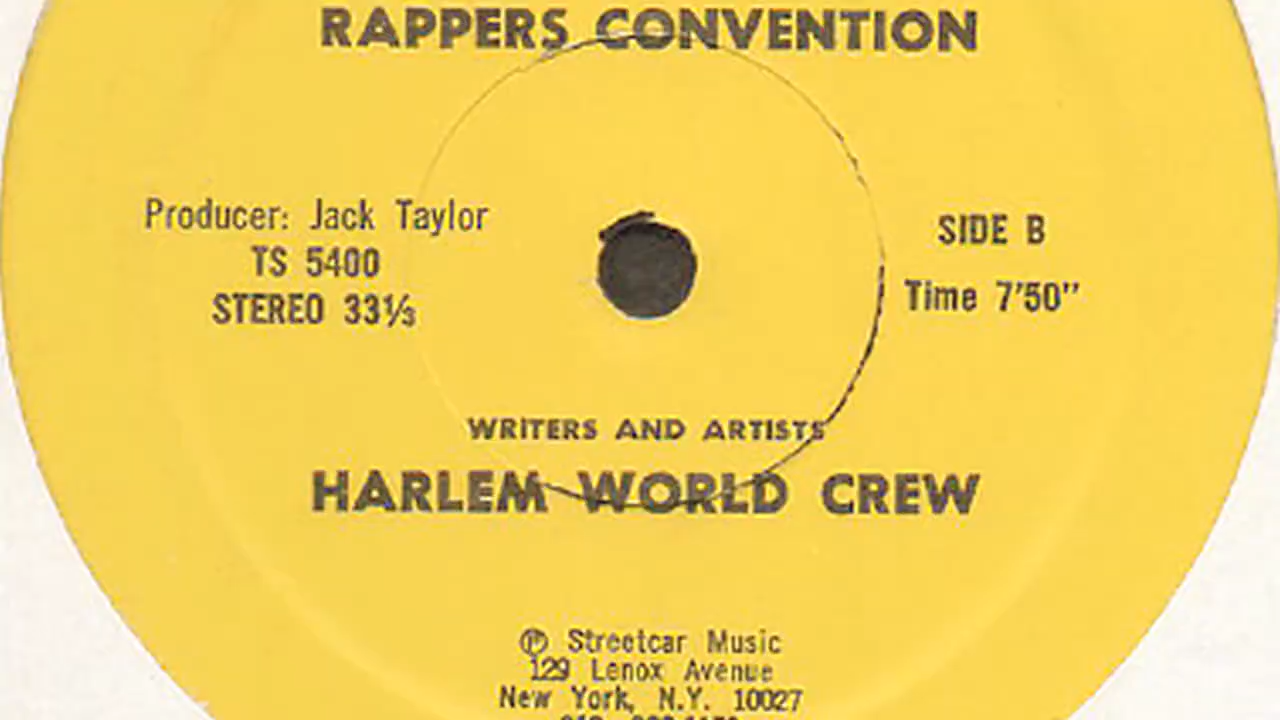 RAPPERS CONVENTION
Producer: Jack Taylor
TS 5400
STEREO 33⅓
SIDE B
Time 7'50"
WRITERS AND ARTISTS
HARLEM WORLD CREW
Ⓟ Streetcar Music
129 Lenox Avenue
New York, N.Y. 10027